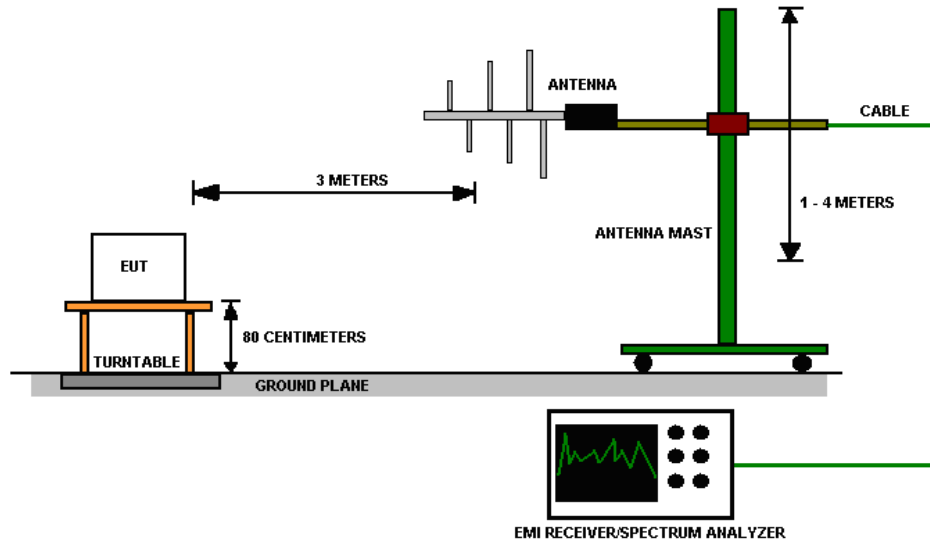 ANTENNA
CABLE
3 METERS
1 - 4 METERS
ANTENNA MAST
EUT
80 CENTIMETERS
TURNTABLE
GROUND PLANE
EMI RECEIVER/SPECTRUM ANALYZER